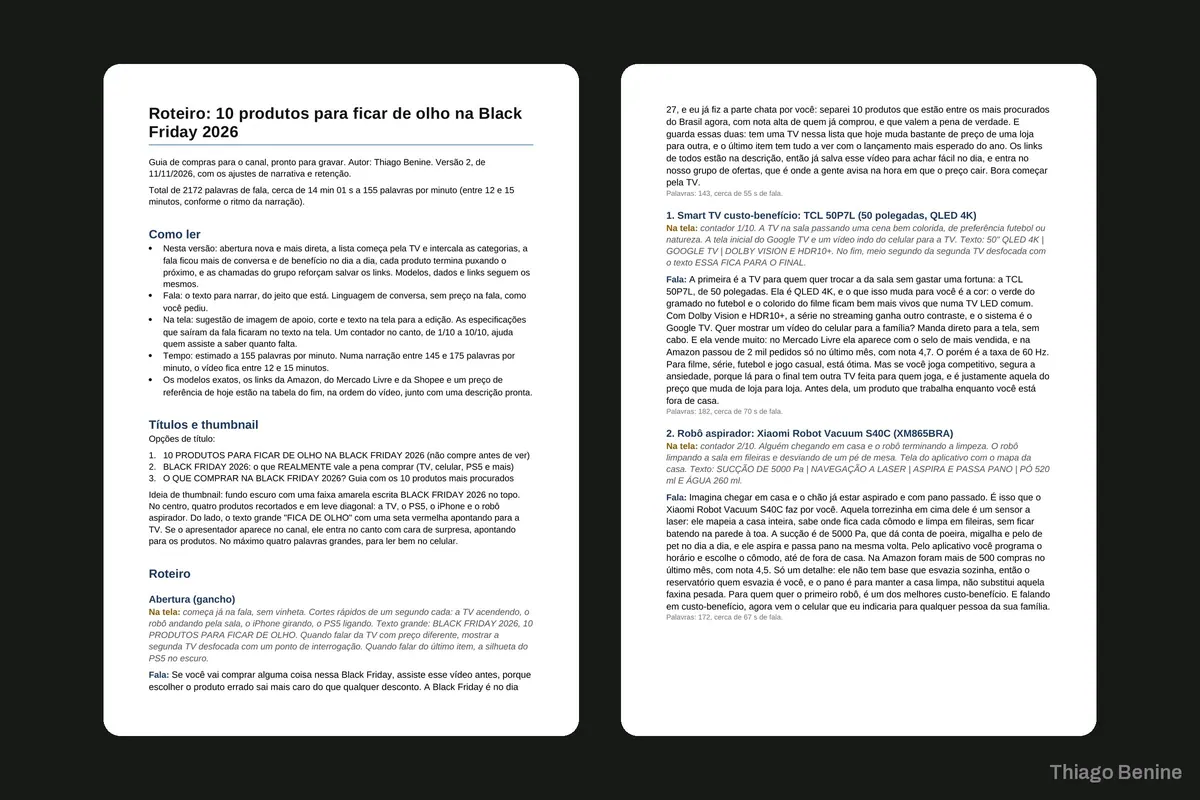 Roteiro: 10 produtos para ficar de olho na Black
Friday 2026
Guia de compras para o canal, pronto para gravar. Autor: Thiago Benine. Versão 2, de
11/11/2026, com os ajustes de narrativa e retenção.
Total de 2172 palavras de fala, cerca de 14 min 01 s a 155 palavras por minuto (entre 12 e 15
minutos, conforme o ritmo da narração).
Como ler
• Nesta versão: abertura nova e mais direta, a lista começa pela TV e intercala as categorias, a
fala ficou mais de conversa e de benefício no dia a dia, cada produto termina puxando o
próximo, e as chamadas do grupo reforçam salvar os links. Modelos, dados e links seguem os
mesmos.
• Fala: o texto para narrar, do jeito que está. Linguagem de conversa, sem preço na fala, como
você pediu.
• Na tela: sugestão de imagem de apoio, corte e texto na tela para a edição. As especificações
que saíram da fala ficaram no texto na tela. Um contador no canto, de 1/10 a 10/10, ajuda
quem assiste a saber quanto falta.
• Tempo: estimado a 155 palavras por minuto. Numa narração entre 145 e 175 palavras por
minuto, o vídeo fica entre 12 e 15 minutos.
• Os modelos exatos, os links da Amazon, do Mercado Livre e da Shopee e um preço de
referência de hoje estão na tabela do fim, na ordem do vídeo, junto com uma descrição pronta.
Títulos e thumbnail
Opções de título:
1. 10 PRODUTOS PARA FICAR DE OLHO NA BLACK FRIDAY 2026 (não compre antes de ver)
2. BLACK FRIDAY 2026: o que REALMENTE vale a pena comprar (TV, celular, PS5 e mais)
3. O QUE COMPRAR NA BLACK FRIDAY 2026? Guia com os 10 produtos mais procurados
Ideia de thumbnail: fundo escuro com uma faixa amarela escrita BLACK FRIDAY 2026 no topo.
No centro, quatro produtos recortados e em leve diagonal: a TV, o PS5, o iPhone e o robô
aspirador. Do lado, o texto grande "FICA DE OLHO" com uma seta vermelha apontando para a
TV. Se o apresentador aparece no canal, ele entra no canto com cara de surpresa, apontando
para os produtos. No máximo quatro palavras grandes, para ler bem no celular.
Roteiro
Abertura (gancho)
Na tela: começa já na fala, sem vinheta. Cortes rápidos de um segundo cada: a TV acendendo, o
robô andando pela sala, o iPhone girando, o PS5 ligando. Texto grande: BLACK FRIDAY 2026, 10
PRODUTOS PARA FICAR DE OLHO. Quando falar da TV com preço diferente, mostrar a
segunda TV desfocada com um ponto de interrogação. Quando falar do último item, a silhueta do
PS5 no escuro.
Fala: Se você vai comprar alguma coisa nessa Black Friday, assiste esse vídeo antes, porque
escolher o produto errado sai mais caro do que qualquer desconto. A Black Friday é no dia
27, e eu já fiz a parte chata por você: separei 10 produtos que estão entre os mais procurados
do Brasil agora, com nota alta de quem já comprou, e que valem a pena de verdade. E
guarda essas duas: tem uma TV nessa lista que hoje muda bastante de preço de uma loja
para outra, e o último item tem tudo a ver com o lançamento mais esperado do ano. Os links
de todos estão na descrição, então já salva esse vídeo para achar fácil no dia, e entra no
nosso grupo de ofertas, que é onde a gente avisa na hora em que o preço cair. Bora começar
pela TV.
Palavras: 143, cerca de 55 s de fala.
1. Smart TV custo-benefício: TCL 50P7L (50 polegadas, QLED 4K)
Na tela: contador 1/10. A TV na sala passando uma cena bem colorida, de preferência futebol ou
natureza. A tela inicial do Google TV e um vídeo indo do celular para a TV. Texto: 50" QLED 4K |
GOOGLE TV | DOLBY VISION E HDR10+. No fim, meio segundo da segunda TV desfocada com
o texto ESSA FICA PARA O FINAL.
Fala: A primeira é a TV para quem quer trocar a da sala sem gastar uma fortuna: a TCL
50P7L, de 50 polegadas. Ela é QLED 4K, e o que isso muda para você é a cor: o verde do
gramado no futebol e o colorido do filme ficam bem mais vivos que numa TV LED comum.
Com Dolby Vision e HDR10+, a série no streaming ganha outro contraste, e o sistema é o
Google TV. Quer mostrar um vídeo do celular para a família? Manda direto para a tela, sem
cabo. E ela vende muito: no Mercado Livre ela aparece com o selo de mais vendida, e na
Amazon passou de 2 mil pedidos só no último mês, com nota 4,7. O porém é a taxa de 60 Hz.
Para filme, série, futebol e jogo casual, está ótima. Mas se você joga competitivo, segura a
ansiedade, porque lá para o final tem outra TV feita para quem joga, e é justamente aquela do
preço que muda de loja para loja. Antes dela, um produto que trabalha enquanto você está
fora de casa.
Palavras: 182, cerca de 70 s de fala.
2. Robô aspirador: Xiaomi Robot Vacuum S40C (XM865BRA)
Na tela: contador 2/10. Alguém chegando em casa e o robô terminando a limpeza. O robô
limpando a sala em fileiras e desviando de um pé de mesa. Tela do aplicativo com o mapa da
casa. Texto: SUCÇÃO DE 5000 Pa | NAVEGAÇÃO A LASER | ASPIRA E PASSA PANO | PÓ 520
ml E ÁGUA 260 ml.
Fala: Imagina chegar em casa e o chão já estar aspirado e com pano passado. É isso que o
Xiaomi Robot Vacuum S40C faz por você. Aquela torrezinha em cima dele é um sensor a
laser: ele mapeia a casa inteira, sabe onde fica cada cômodo e limpa em fileiras, sem ficar
batendo na parede à toa. A sucção é de 5000 Pa, que dá conta de poeira, migalha e pelo de
pet no dia a dia, e ele aspira e passa pano na mesma volta. Pelo aplicativo você programa o
horário e escolhe o cômodo, até de fora de casa. Na Amazon foram mais de 500 compras no
último mês, com nota 4,5. Só um detalhe: ele não tem base que esvazia sozinha, então o
reservatório quem esvazia é você, e o pano é para manter a casa limpa, não substitui aquela
faxina pesada. Para quem quer o primeiro robô, é um dos melhores custo-benefício. E falando
em custo-benefício, agora vem o celular que eu indicaria para qualquer pessoa da sua família.
Palavras: 172, cerca de 67 s de fala.
Thiago Benine